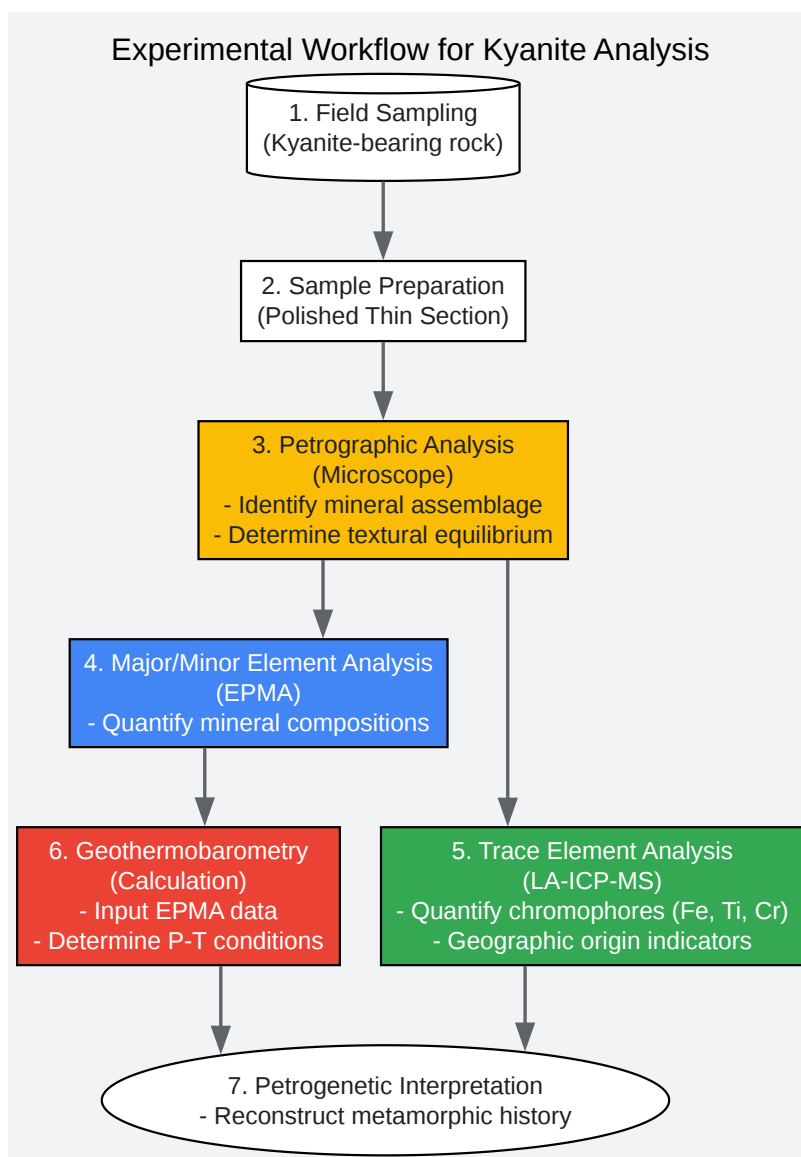 Experimental Workflow for Kyanite Analysis
1. Field Sampling
(Kyanite-bearing rock)
2. Sample Preparation
(Polished Thin Section)
3. Petrographic Analysis
(Microscope)
- Identify mineral assemblage
- Determine textural equilibrium
4. Major/Minor Element Analysis
(EPMA)
- Quantify mineral compositions
6. Geothermobarometry
(Calculation)
- Input EPMA data
- Determine P-T conditions
5. Trace Element Analysis
(LA-ICP-MS)
- Quantify chromophores (Fe, Ti, Cr)
- Geographic origin indicators
7. Petrogenetic Interpretation
- Reconstruct metamorphic history